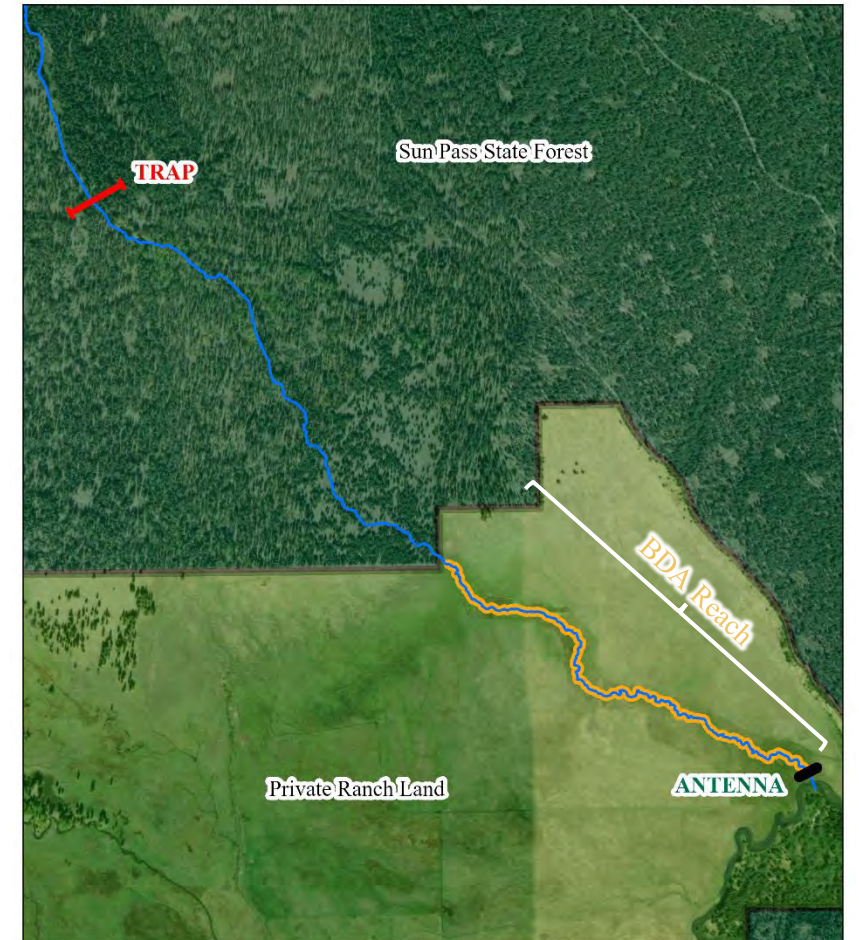 Sun Pass State Forest
TRAP
BDA Reach
Private Ranch Land
ANTENNA